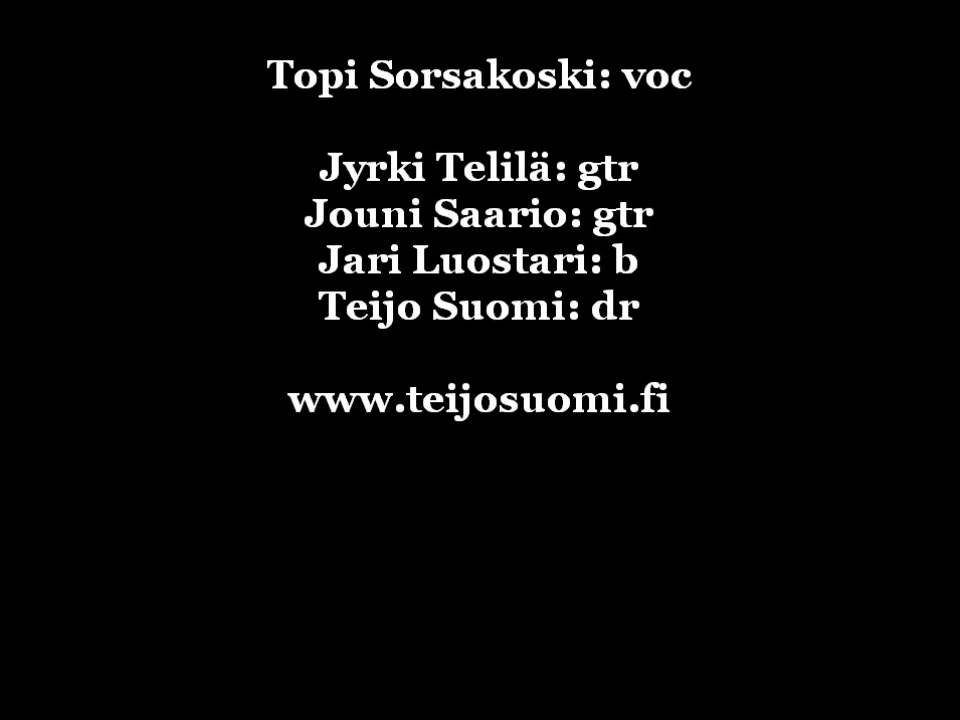 Topi Sorsakoski: voc
Jyrki Telilä: gtr
Jouni Saario: gtr
Jari Luostari: b
Teijo Suomi: dr
www.teijosuomi.fi